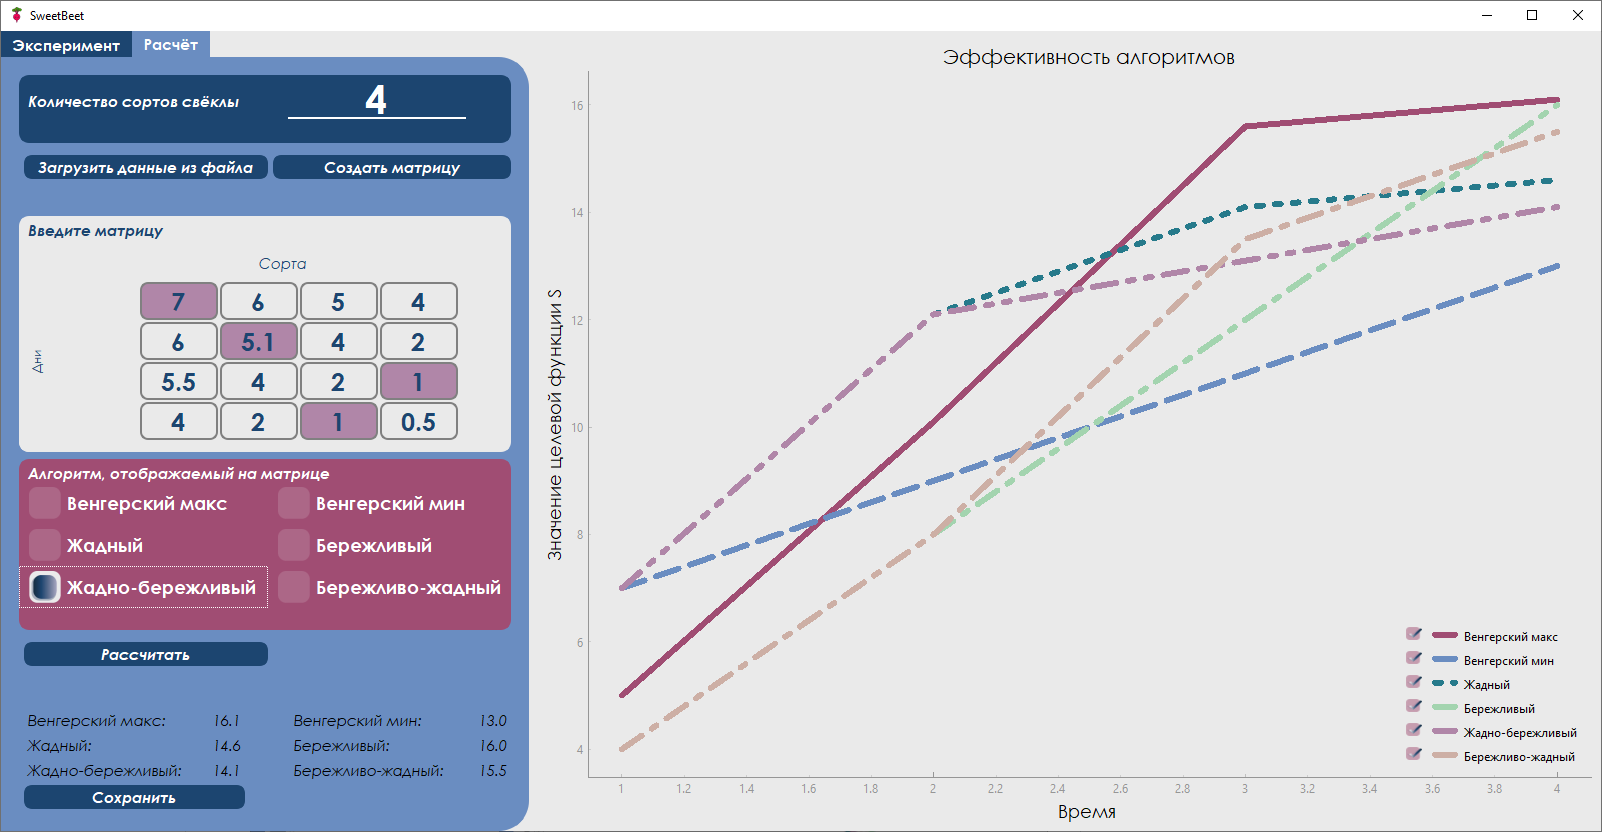 SweetBeet
Эксперимент
Расчёт
Количество сортов свёклы
4
Загрузить данные из файла
Создать матрицу
Введите матрицу
Сорта
Дни
7 6 5 4
6 5.1 4 2
5.5 4 2 1
4 2 1 0.5
Алгоритм, отображаемый на матрице
Венгерский макс
Венгерский мин
Жадный
Бережливый
Жадно-бережливый
Бережливо-жадный
Рассчитать
Венгерский макс: 16.1
Венгерский мин: 13.0
Жадный: 14.6
Бережливый: 16.0
Жадно-бережливый: 14.1
Бережливо-жадный: 15.5
Сохранить
Эффективность алгоритмов
Значение целевой функции S
16
14
12
10
8
6
4
1 1.2 1.4 1.6 1.8 2 2.2 2.4 2.6 2.8 3 3.2 3.4 3.6 3.8 4
Время
Венгерский макс
Венгерский мин
Жадный
Бережливый
Жадно-бережливый
Бережливо-жадный